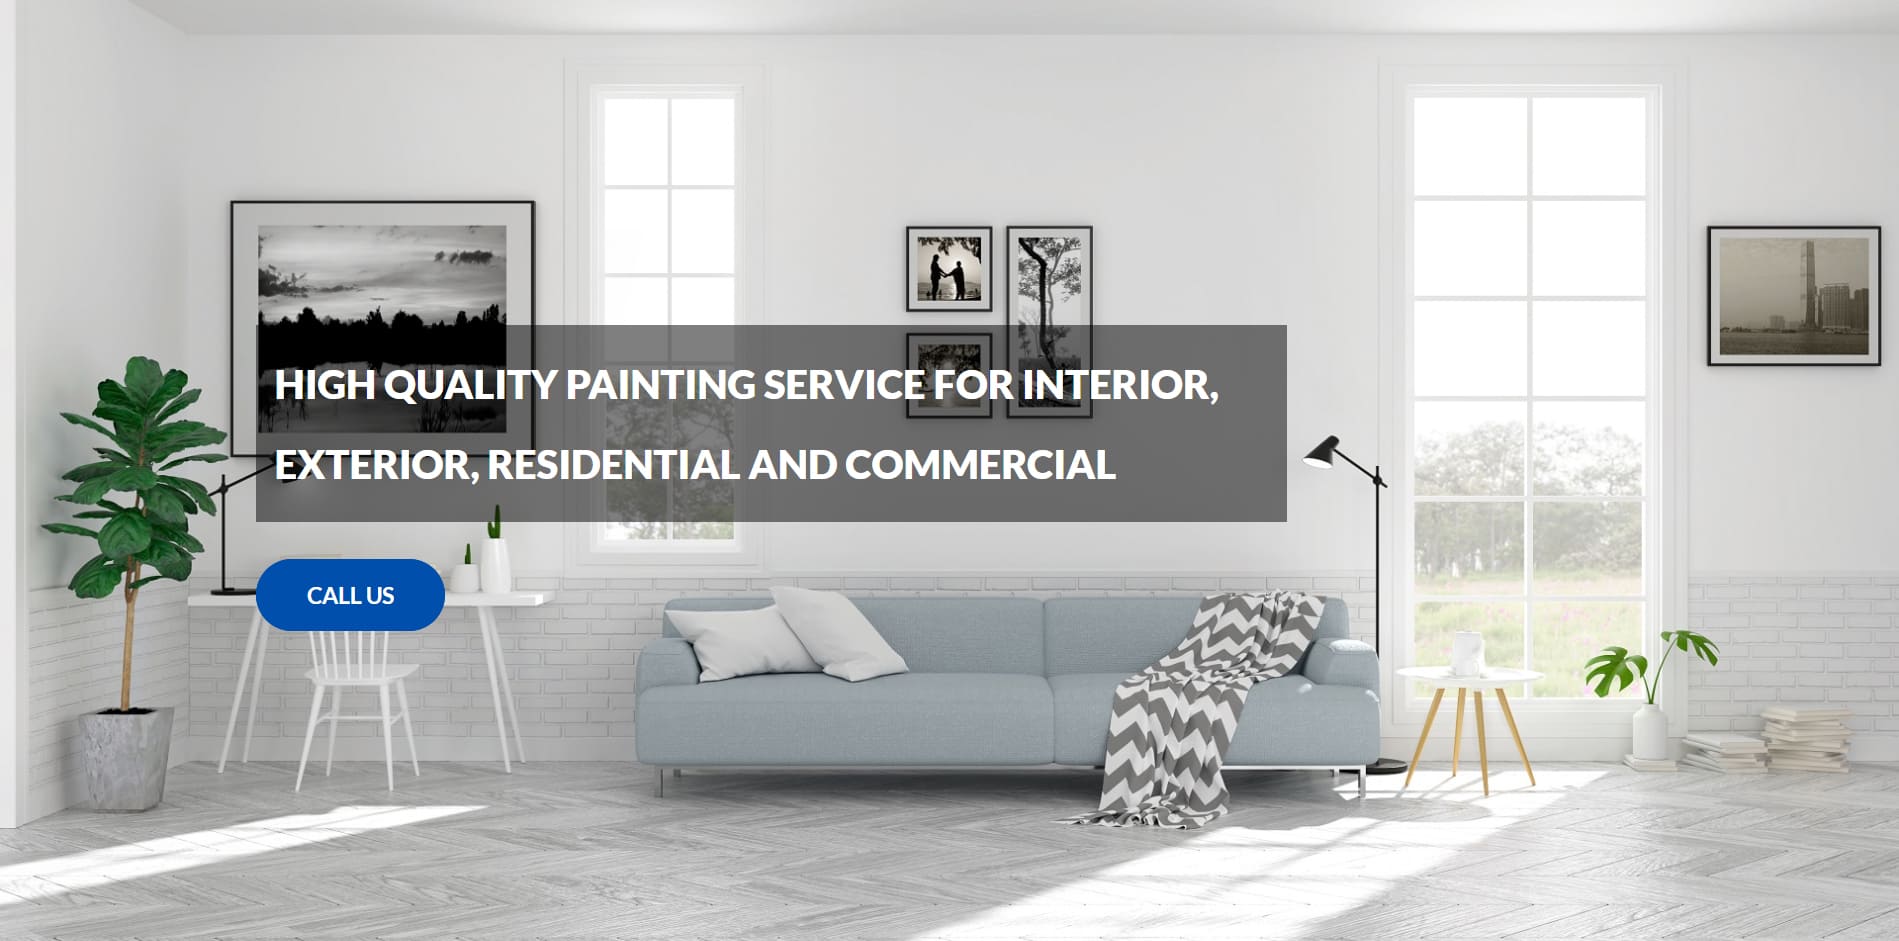 HIGH QUALITY PAINTING SERVICE FOR INTERIOR,
EXTERIOR, RESIDENTIAL AND COMMERCIAL
CALL US